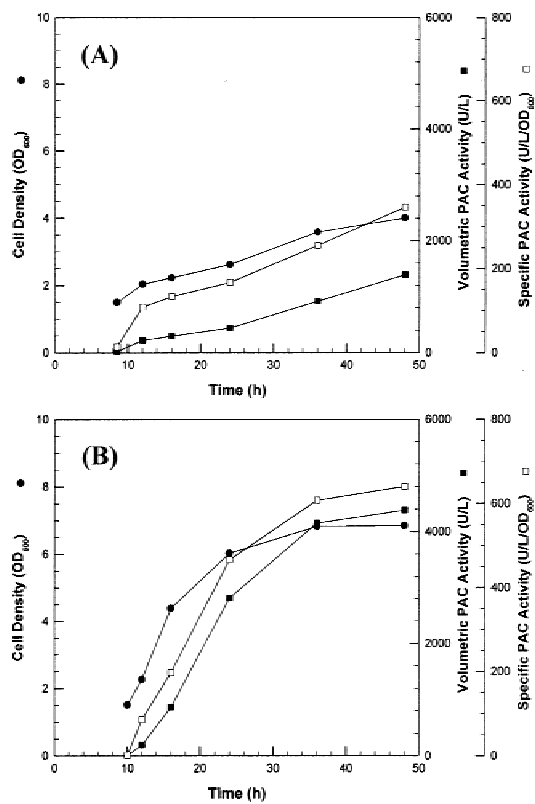 (A)
10
8
6
4
2
0
Cell Density (OD600)
0 10 20 30 40 50
Time (h)
6000
4000
2000
0
Volumetric PAC Activity (U/L)
800
600
400
200
0
Specific PAC Activity (U/L/OD600)
(B)
10
8
6
4
2
0
Cell Density (OD600)
0 10 20 30 40 50
Time (h)
6000
4000
2000
0
Volumetric PAC Activity (U/L)
800
600
400
200
0
Specific PAC Activity (U/L/OD600)